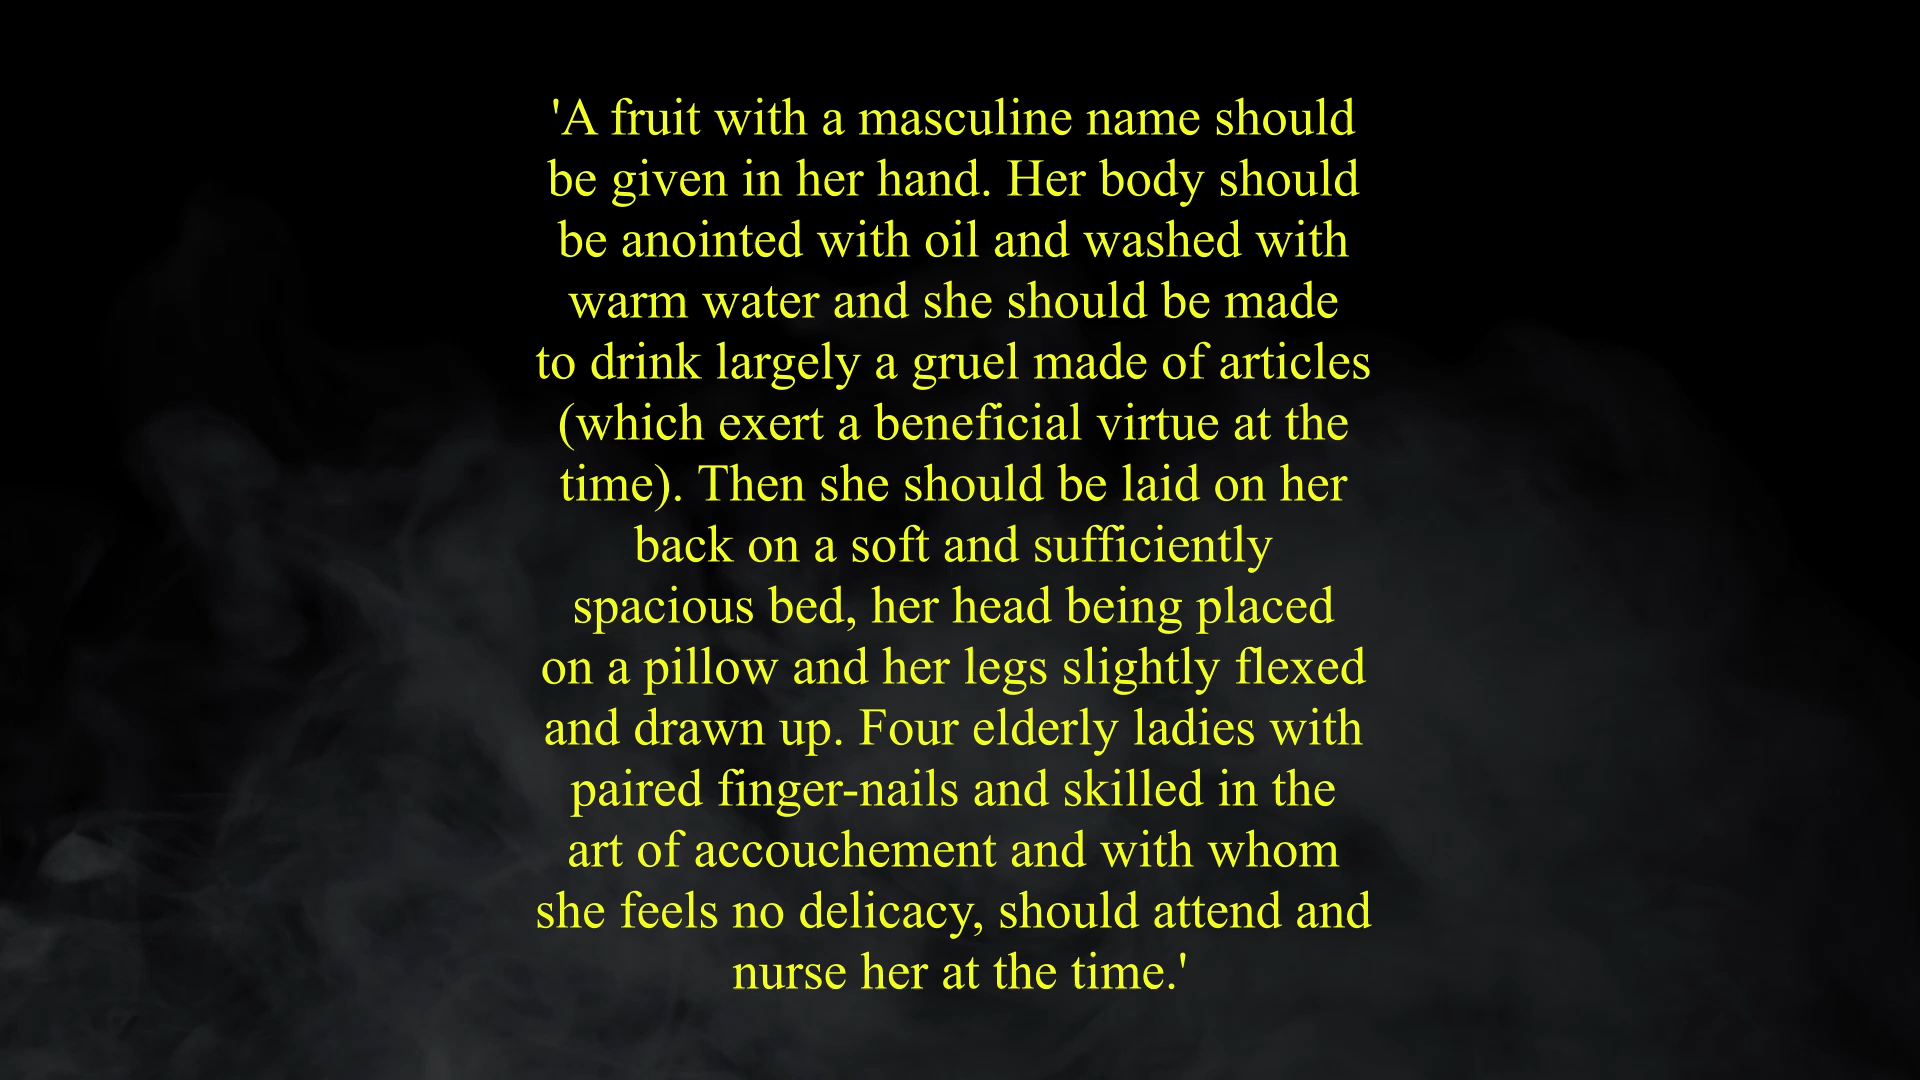 'A fruit with a masculine name should
be given in her hand. Her body should
be anointed with oil and washed with
warm water and she should be made
to drink largely a gruel made of articles
(which exert a beneficial virtue at the
time). Then she should be laid on her
back on a soft and sufficiently
spacious bed, her head being placed
on a pillow and her legs slightly flexed
and drawn up. Four elderly ladies with
paired finger-nails and skilled in the
art of accouchement and with whom
she feels no delicacy, should attend and
nurse her at the time.'